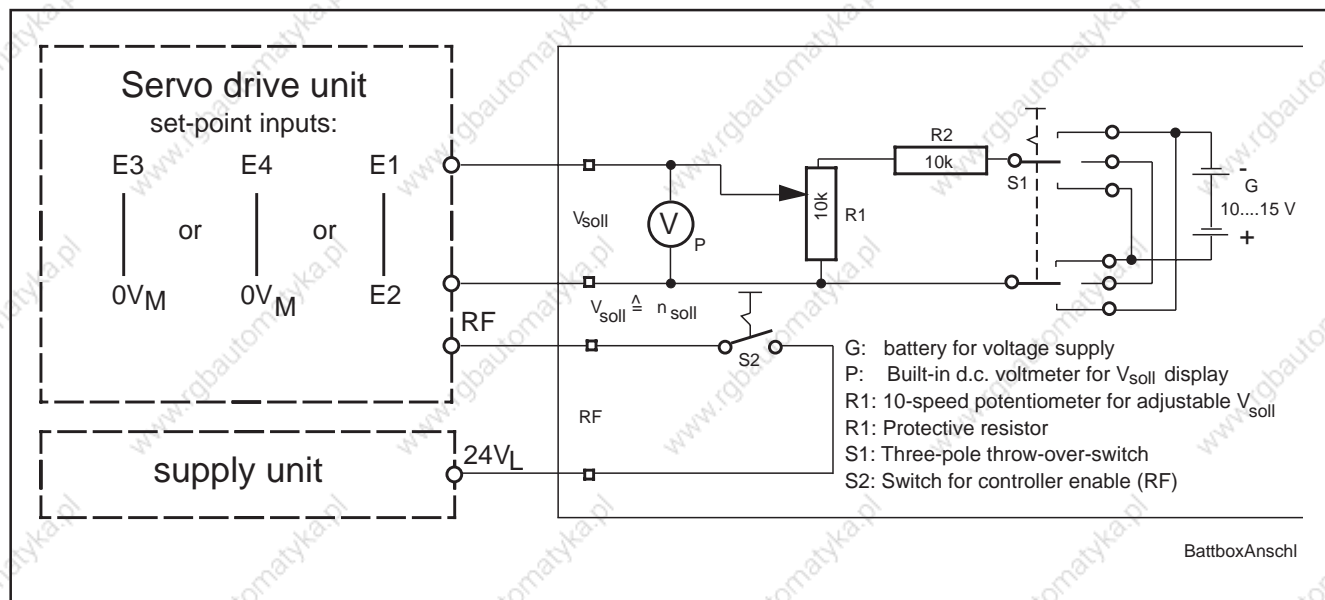 Servo drive unit
set-point inputs:
E3 E4 E1
or or
0VM 0VM E2
RF
supply unit
24VL
Vsoll
V
P
Vsoll ≙ nsoll
R2
10k
10k
R1
S1
-
G
10....15 V
+
S2
RF
G: battery for voltage supply
P: Built-in d.c. voltmeter for Vsoll display
R1: 10-speed potentiometer for adjustable Vsoll
R1: Protective resistor
S1: Three-pole throw-over-switch
S2: Switch for controller enable (RF)
BattboxAnschl
www.rgbautomatyka.pl